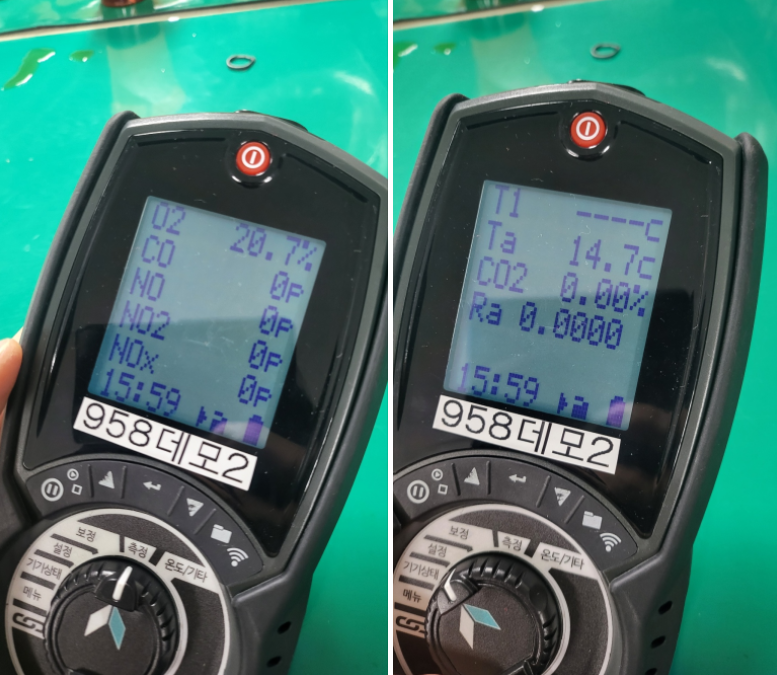 O2 20.7%
CO 0P
NO 0P
NO2 0P
NOx 0P
15:59
958데모2
보정
측정
온도/기타
설정
기기상태
메뉴
T1 ----C
Ta 14.7C
CO2 0.00%
Ra 0.0000
15:59
958데모2
보정
측정
온도/기타
설정
기기상태
메뉴